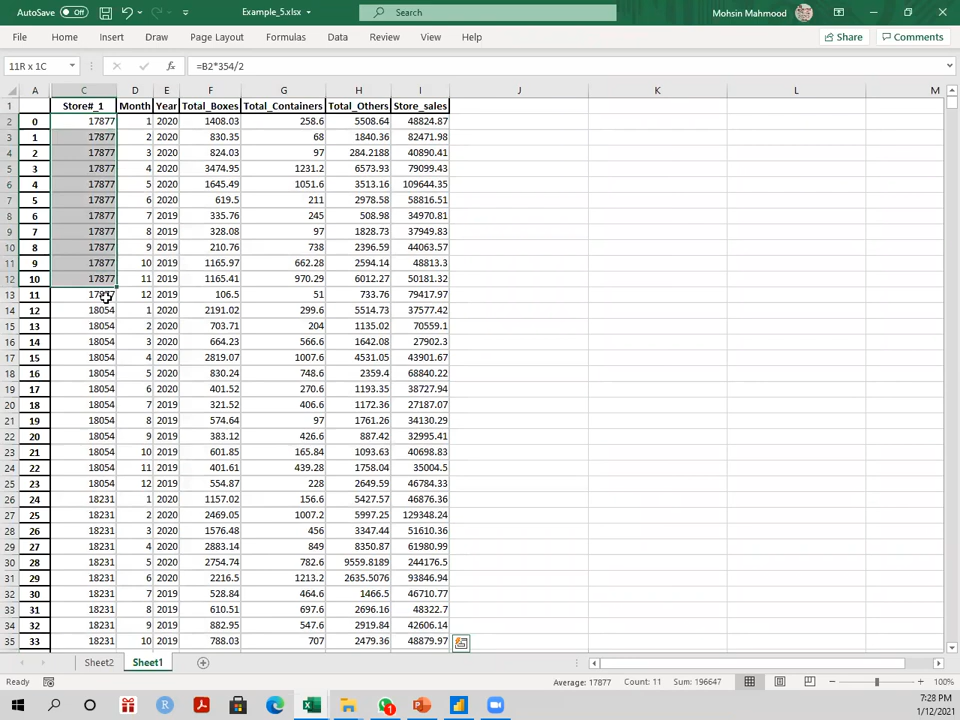 AutoSave Off Example_5.xlsx Search Mohsin Mahmood
File Home Insert Draw Page Layout Formulas Data Review View Help Share Comments
11R x 1C fx =B2*354/2
A C D E F G H I J K L M
1 Store#_1 Month Year Total_Boxes Total_Containers Total_Others Store_sales
2 0 17877 1 2020 1408.03 258.6 5508.64 48824.87
3 1 17877 2 2020 830.35 68 1840.36 82471.98
4 2 17877 3 2020 824.03 97 284.2188 40890.41
5 3 17877 4 2020 3474.95 1231.2 6573.93 79099.43
6 4 17877 5 2020 1645.49 1051.6 3513.16 109644.35
7 5 17877 6 2020 619.5 211 2978.58 58816.51
8 6 17877 7 2019 335.76 245 508.98 34970.81
9 7 17877 8 2019 328.08 97 1828.73 37949.83
10 8 17877 9 2019 210.76 738 2396.59 44063.57
11 9 17877 10 2019 1165.97 662.28 2594.14 48813.3
12 10 17877 11 2019 1165.41 970.29 6012.27 50181.32
13 11 17877 12 2019 106.5 51 733.76 79417.97
14 12 18054 1 2020 2191.02 299.6 5514.73 37577.42
15 13 18054 2 2020 703.71 204 1135.02 70559.1
16 14 18054 3 2020 664.23 566.6 1642.08 27902.3
17 15 18054 4 2020 2819.07 1007.6 4531.05 43901.67
18 16 18054 5 2020 830.24 748.6 2359.4 68840.22
19 17 18054 6 2020 401.52 270.6 1193.35 38727.94
20 18 18054 7 2019 321.52 406.6 1172.36 27187.07
21 19 18054 8 2019 574.64 97 1761.26 34130.29
22 20 18054 9 2019 383.12 426.6 887.42 32995.41
23 21 18054 10 2019 601.85 165.84 1093.63 40698.83
24 22 18054 11 2019 401.61 439.28 1758.04 35004.5
25 23 18054 12 2019 554.87 228 2649.59 46784.33
26 24 18231 1 2020 1157.02 156.6 5427.57 46876.36
27 25 18231 2 2020 2469.05 1007.2 5997.25 129348.24
28 26 18231 3 2020 1576.48 456 3347.44 51610.36
29 27 18231 4 2020 2883.14 849 8350.87 61980.99
30 28 18231 5 2020 2754.74 782.6 9559.8189 244176.5
31 29 18231 6 2020 2216.5 1213.2 2635.5076 93846.94
32 30 18231 7 2019 528.84 464.6 1466.5 46710.77
33 31 18231 8 2019 610.51 697.6 2696.16 48322.7
34 32 18231 9 2019 882.95 547.6 2919.84 42606.14
35 33 18231 10 2019 788.03 707 2479.36 48879.97
Sheet2 Sheet1
Ready Average: 17877 Count: 11 Sum: 196647 100%
7:28 PM
1/12/2021